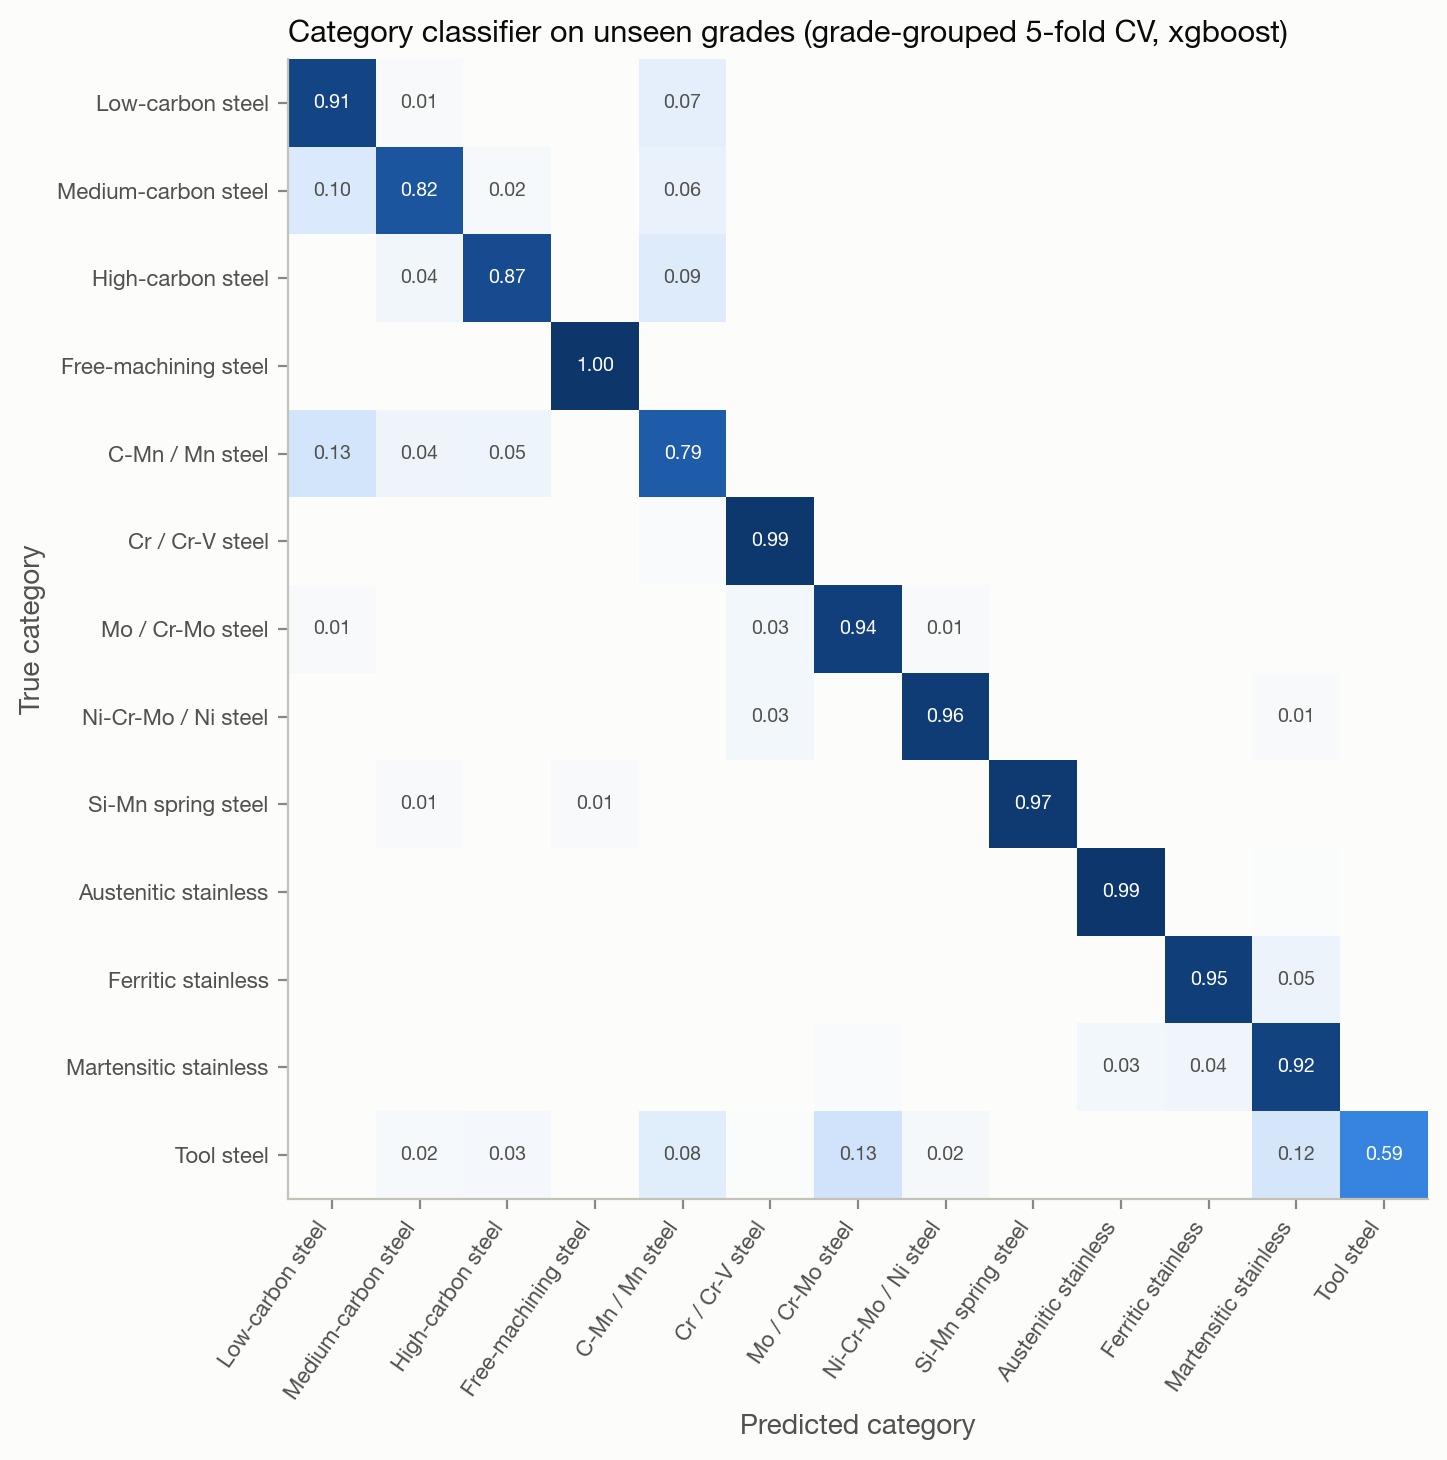 Category classifier on unseen grades (grade-grouped 5-fold CV, xgboost)
True category
Low-carbon steel 0.91 0.01 0.07
Medium-carbon steel 0.10 0.82 0.02 0.06
High-carbon steel 0.04 0.87 0.09
Free-machining steel 1.00
C-Mn / Mn steel 0.13 0.04 0.05 0.79
Cr / Cr-V steel 0.99
Mo / Cr-Mo steel 0.01 0.03 0.94 0.01
Ni-Cr-Mo / Ni steel 0.03 0.96 0.01
Si-Mn spring steel 0.01 0.01 0.97
Austenitic stainless 0.99
Ferritic stainless 0.95 0.05
Martensitic stainless 0.03 0.04 0.92
Tool steel 0.02 0.03 0.08 0.13 0.02 0.12 0.59
Low-carbon steel
Medium-carbon steel
High-carbon steel
Free-machining steel
C-Mn / Mn steel
Cr / Cr-V steel
Mo / Cr-Mo steel
Ni-Cr-Mo / Ni steel
Si-Mn spring steel
Austenitic stainless
Ferritic stainless
Martensitic stainless
Tool steel
Predicted category